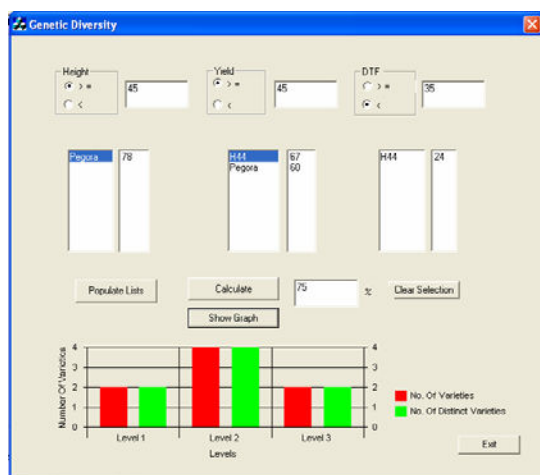 Genetic Diversity
Height
> =
<
45
Yield
> =
<
45
DTF
> =
<
35
Pegora
78
H44
Pegora
67
60
H44
24
Populate Lists
Calculate
75
%
Clear Selection
Show Graph
Number Of Varieties
4
3
2
1
0
4
3
2
1
0
Level 1
Level 2
Level 3
Levels
No. Of Varieties
No. Of Distinct Varieties
Exit